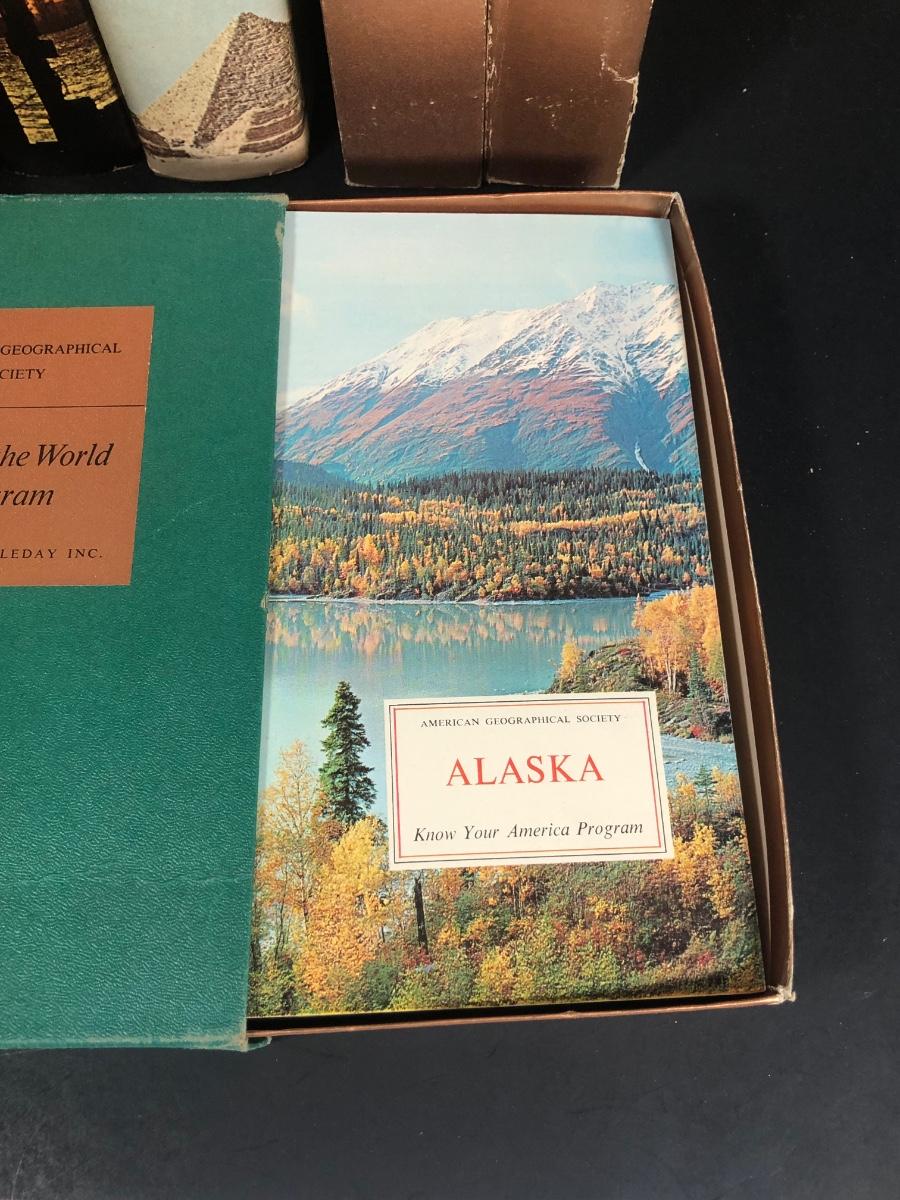 GEOGRAPHICAL
CIETY
he World
ram
LEDAY INC.
AMERICAN GEOGRAPHICAL SOCIETY
ALASKA
Know Your America Program